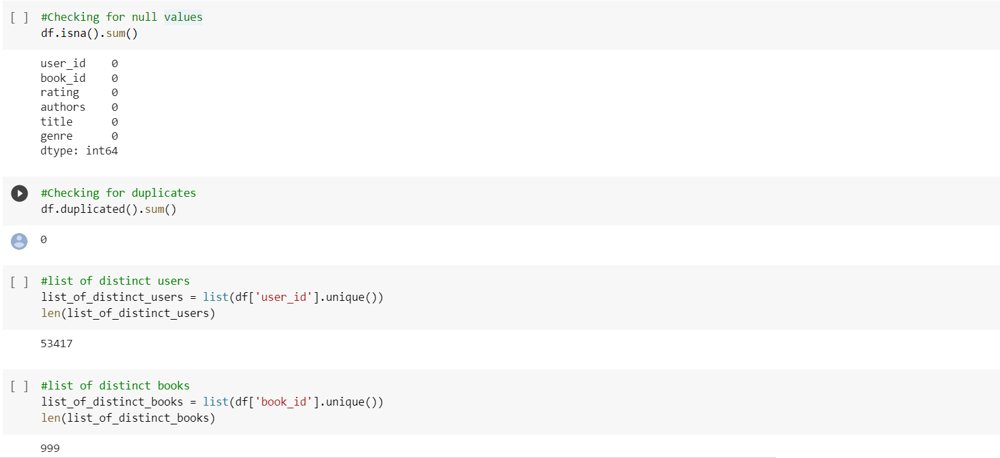 [ ] #Checking for null values
df.isna().sum()
user_id    0
book_id    0
rating     0
authors    0
title      0
genre      0
dtype: int64
#Checking for duplicates
df.duplicated().sum()
0
[ ] #list of distinct users
list_of_distinct_users = list(df['user_id'].unique())
len(list_of_distinct_users)
53417
[ ] #list of distinct books
list_of_distinct_books = list(df['book_id'].unique())
len(list_of_distinct_books)
999